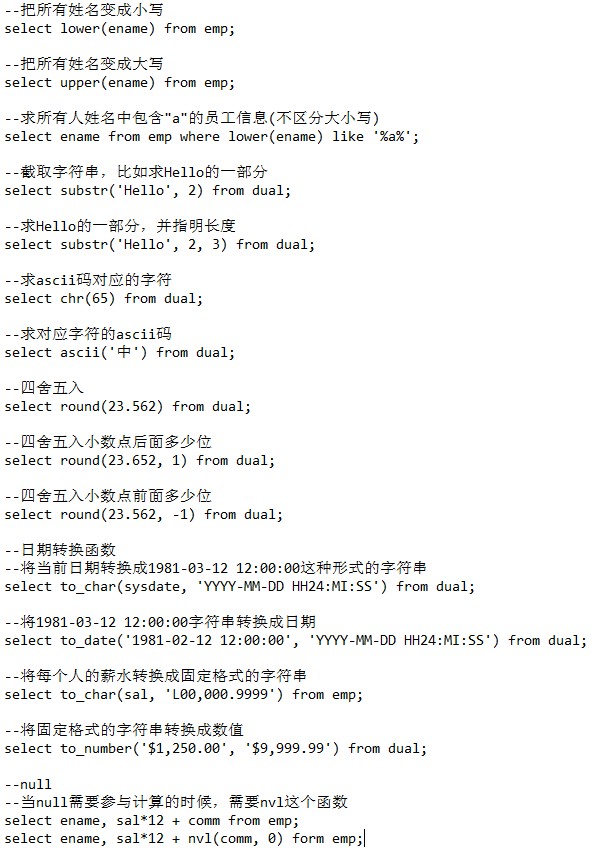 --把所有姓名变成小写
select lower(ename) from emp;
--把所有姓名变成大写
select upper(ename) from emp;
--求所有人姓名中包含"a"的员工信息(不区分大小写)
select ename from emp where lower(ename) like '%a%';
--截取字符串，比如求Hello的一部分
select substr('Hello', 2) from dual;
--求Hello的一部分，并指明长度
select substr('Hello', 2, 3) from dual;
--求ascii码对应的字符
select chr(65) from dual;
--求对应字符的ascii码
select ascii('中') from dual;
--四舍五入
select round(23.562) from dual;
--四舍五入小数点后面多少位
select round(23.652, 1) from dual;
--四舍五入小数点前面多少位
select round(23.562, -1) from dual;
--日期转换函数
--将当前日期转换成1981-03-12 12:00:00这种形式的字符串
select to_char(sysdate, 'YYYY-MM-DD HH24:MI:SS') from dual;
--将1981-03-12 12:00:00字符串转换成日期
select to_date('1981-02-12 12:00:00', 'YYYY-MM-DD HH24:MI:SS') from dual;
--将每个人的薪水转换成固定格式的字符串
select to_char(sal, 'L00,000.9999') from emp;
--将固定格式的字符串转换成数值
select to_number('$1,250.00', '$9,999.99') from dual;
--null
--当null需要参与计算的时候，需要nvl这个函数
select ename, sal*12 + comm from emp;
select ename, sal*12 + nvl(comm, 0) form emp;